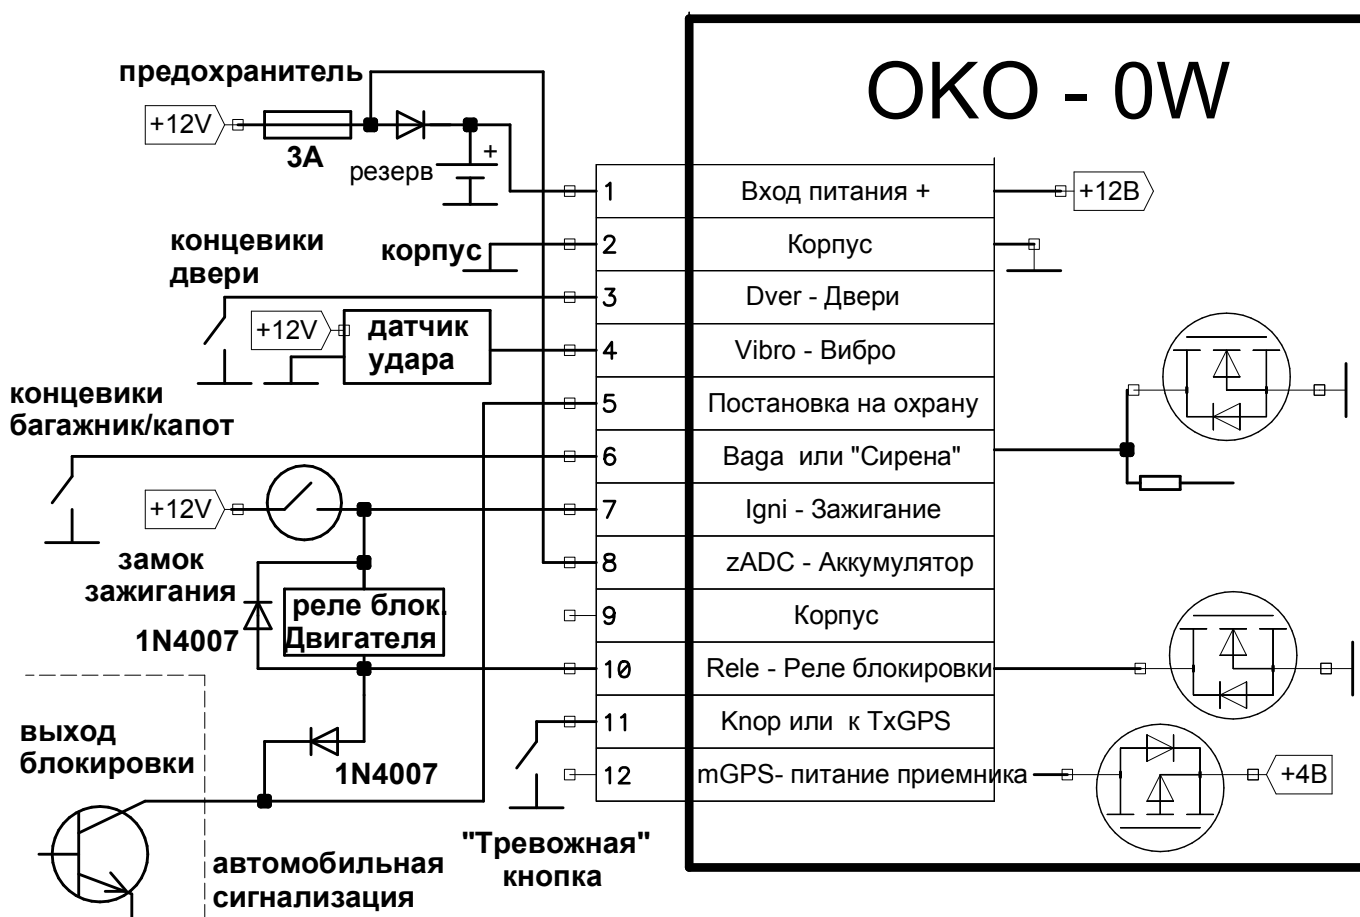 OKO - 0W
предохранитель
+12V
3A
резерв
+
1
Вход питания +
+12В
концевики
двери
корпус
2
Корпус
3
Dver - Двери
+12V
датчик
удара
4
Vibro - Вибро
концевики
багажник/капот
5
Постановка на охрану
6
Baga или "Сирена"
+12V
7
Igni - Зажигание
замок
зажигания
8
zADC - Аккумулятор
реле блок.
Двигателя
1N4007
9
Корпус
10
Rele - Реле блокировки
11
Knop или к TxGPS
выход
блокировки
1N4007
12
mGPS- питание приемника
+4В
"Тревожная"
кнопка
автомобильная
сигнализация